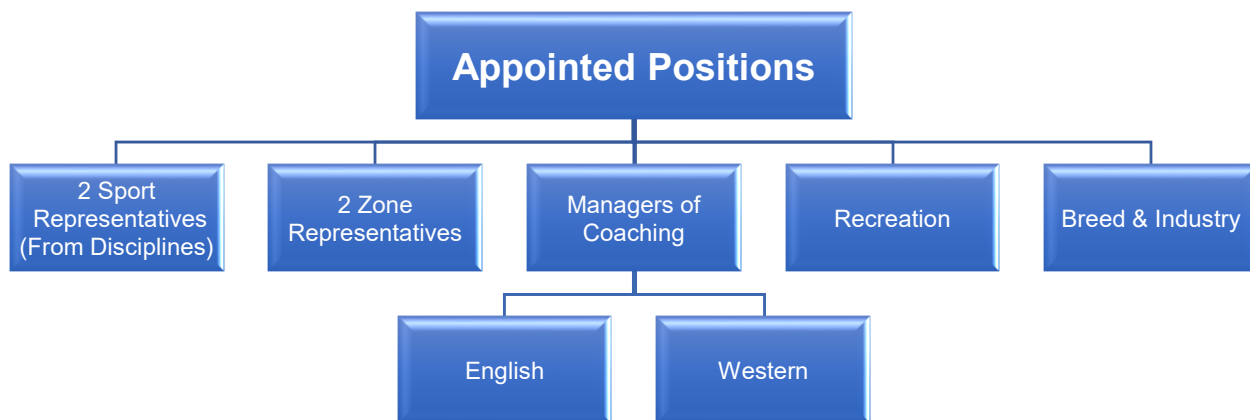 Appointed Positions
2 Sport
Representatives
(From Disciplines)
2 Zone
Representatives
Managers of
Coaching
Recreation
Breed & Industry
English
Western